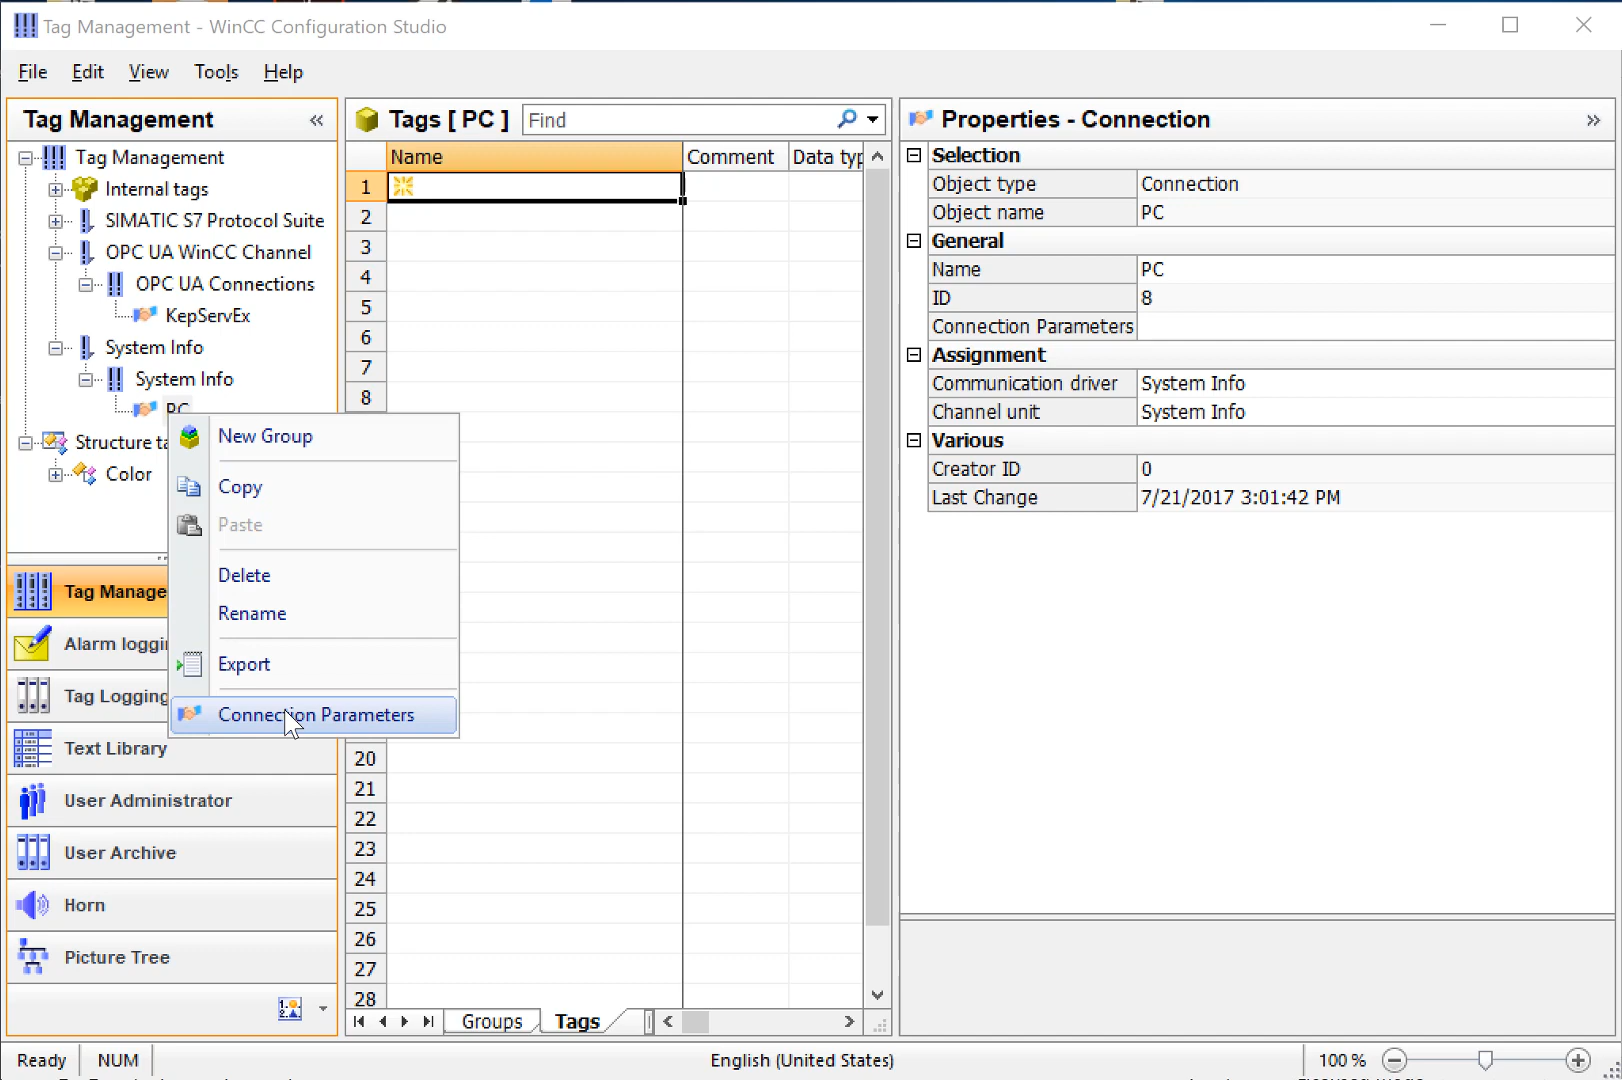 Tag Management - WinCC Configuration Studio
File Edit View Tools Help
Tag Management «
Tag Management
Internal tags
SIMATIC S7 Protocol Suite
OPC UA WinCC Channel
OPC UA Connections
KepServEx
System Info
System Info
PC
Structure ta
Color
New Group
Copy
Paste
Delete
Rename
Export
Connection Parameters
Tag Manage
Alarm loggi
Tag Logging
Text Library
User Administrator
User Archive
Horn
Picture Tree
Tags [ PC ] Find
Name Comment Data typ
1
2
3
4
5
6
7
8
20
21
22
23
24
25
26
27
28
Groups Tags
Properties - Connection »
Selection
Object type Connection
Object name PC
General
Name PC
ID 8
Connection Parameters
Assignment
Communication driver System Info
Channel unit System Info
Various
Creator ID 0
Last Change 7/21/2017 3:01:42 PM
Ready NUM English (United States) 100 %